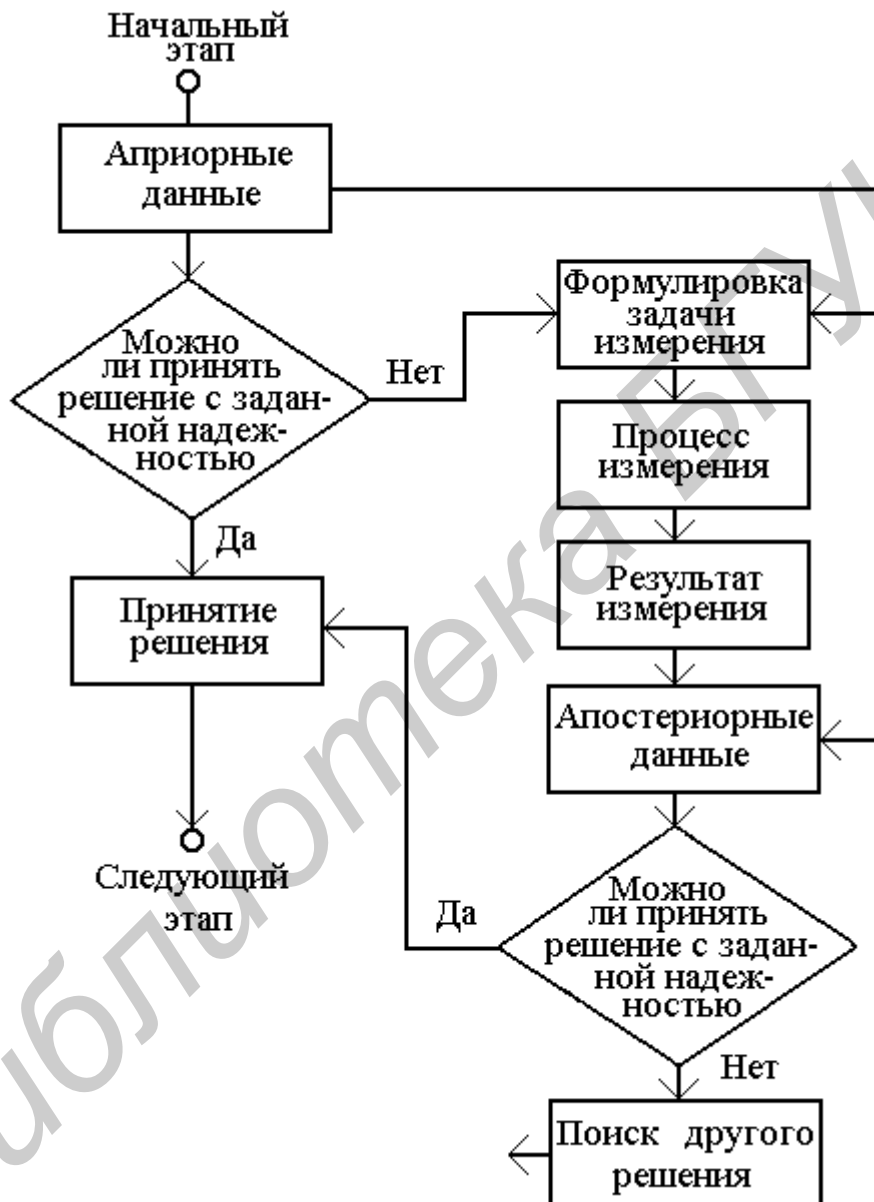 Начальный
этап
Априорные
данные
Можно
ли принять
решение с задан-
ной надеж-
ностью
Нет
Да
Принятие
решения
Следующий
этап
Формулировка
задачи
измерения
Процесс
измерения
Результат
измерения
Апостериорные
данные
Можно
ли принять
решение с задан-
ной надеж-
ностью
Да
Нет
Поиск другого
решения